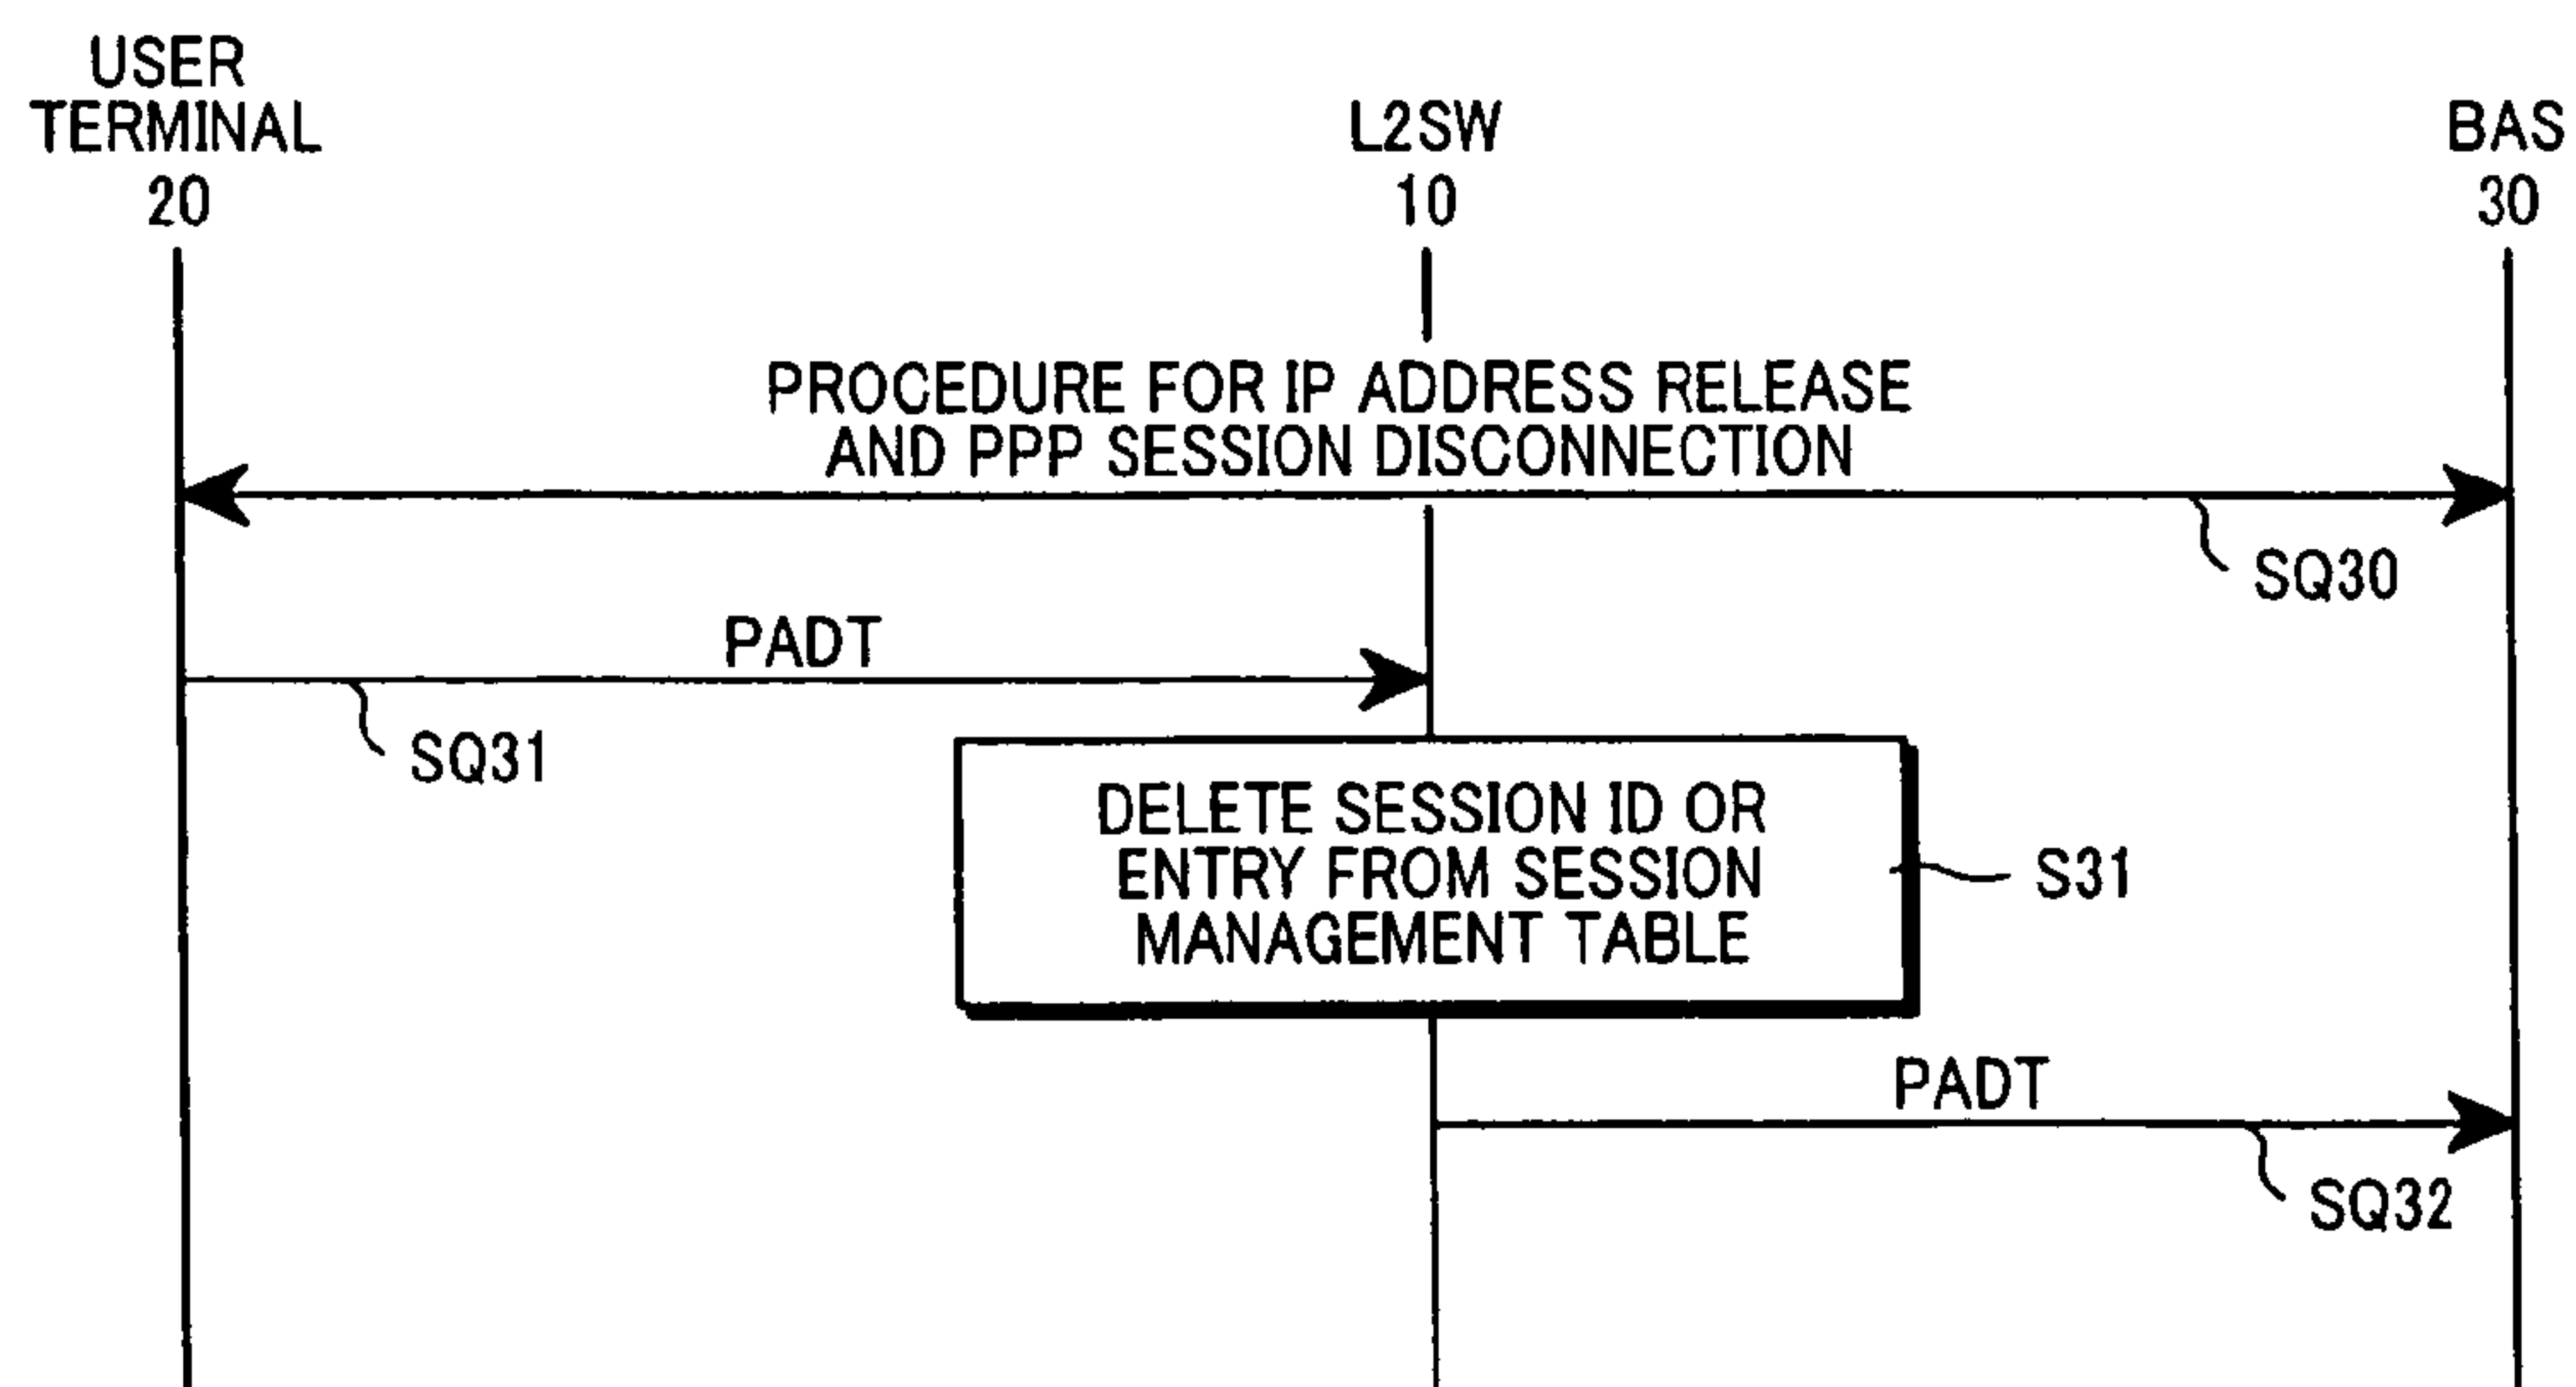 USER
TERMINAL
20
L2SW
10
BAS
30
PROCEDURE FOR IP ADDRESS RELEASE
AND PPP SESSION DISCONNECTION
SQ30
PADT
SQ31
DELETE SESSION ID OR
ENTRY FROM SESSION
MANAGEMENT TABLE
S31
PADT
SQ32